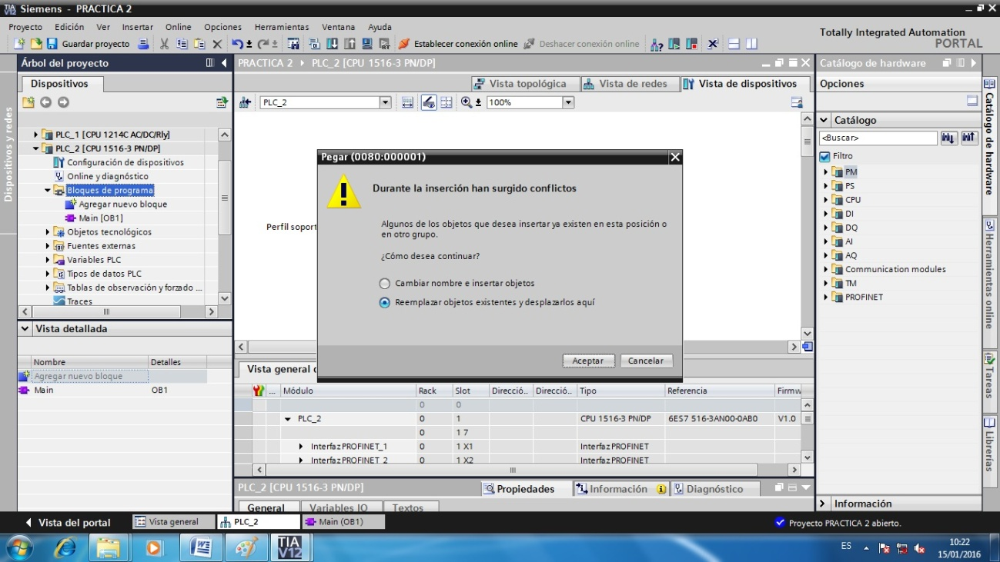 Siemens - PRACTICA 2
Proyecto Edición Ver Insertar Online Opciones Herramientas Ventana Ayuda
Totally Integrated Automation
PORTAL
Guardar proyecto
Establecer conexión online
Deshacer conexión online
Árbol del proyecto
PRACTICA 2 PLC_2 [CPU 1516-3 PN/DP]
Catálogo de hardware
Dispositivos
Vista topológica
Vista de redes
Vista de dispositivos
Opciones
PLC_2
100%
Dispositivos y redes
PLC_1 [CPU 1214C AC/DC/Rly]
PLC_2 [CPU 1516-3 PN/DP]
Configuración de dispositivos
Online y diagnóstico
Bloques de programa
Agregar nuevo bloque
Main [OB1]
Objetos tecnológicos
Fuentes externas
Variables PLC
Tipos de datos PLC
Tablas de observación y forzado ...
Traces
Vista detallada
Nombre Detalles
Agregar nuevo bloque
Main OB1
Perfil soport
Pegar (0080:000001)
Durante la inserción han surgido conflictos
Algunos de los objetos que desea insertar ya existen en esta posición o
en otro grupo.
¿Cómo desea continuar?
Cambiar nombre e insertar objetos
Reemplazar objetos existentes y desplazarlos aquí
Aceptar
Cancelar
Vista general
... Módulo Rack Slot Direcció.. Direcció.. Tipo Referencia Firmw
0 0
PLC_2 0 1 CPU 1516-3 PN/DP 6ES7 516-3AN00-0AB0 V1.0
0 1 7
Interfaz PROFINET_1 0 1 X1 Interfaz PROFINET
Interfaz PROFINET_2 0 1 X2 Interfaz PROFINET
PLC_2 [CPU 1516-3 PN/DP]
Propiedades
Información
Diagnóstico
General Variables IO Textos
Catálogo
<Buscar>
Filtro
PM
PS
CPU
DI
DQ
AI
AQ
Communication modules
TM
PROFINET
Información
Catálogo de hardware
Herramientas online
Tareas
Librerías
Vista del portal
Vista general
PLC_2
Main (OB1)
Proyecto PRACTICA 2 abierto.
TIA
V12
ES
10:22
15/01/2016